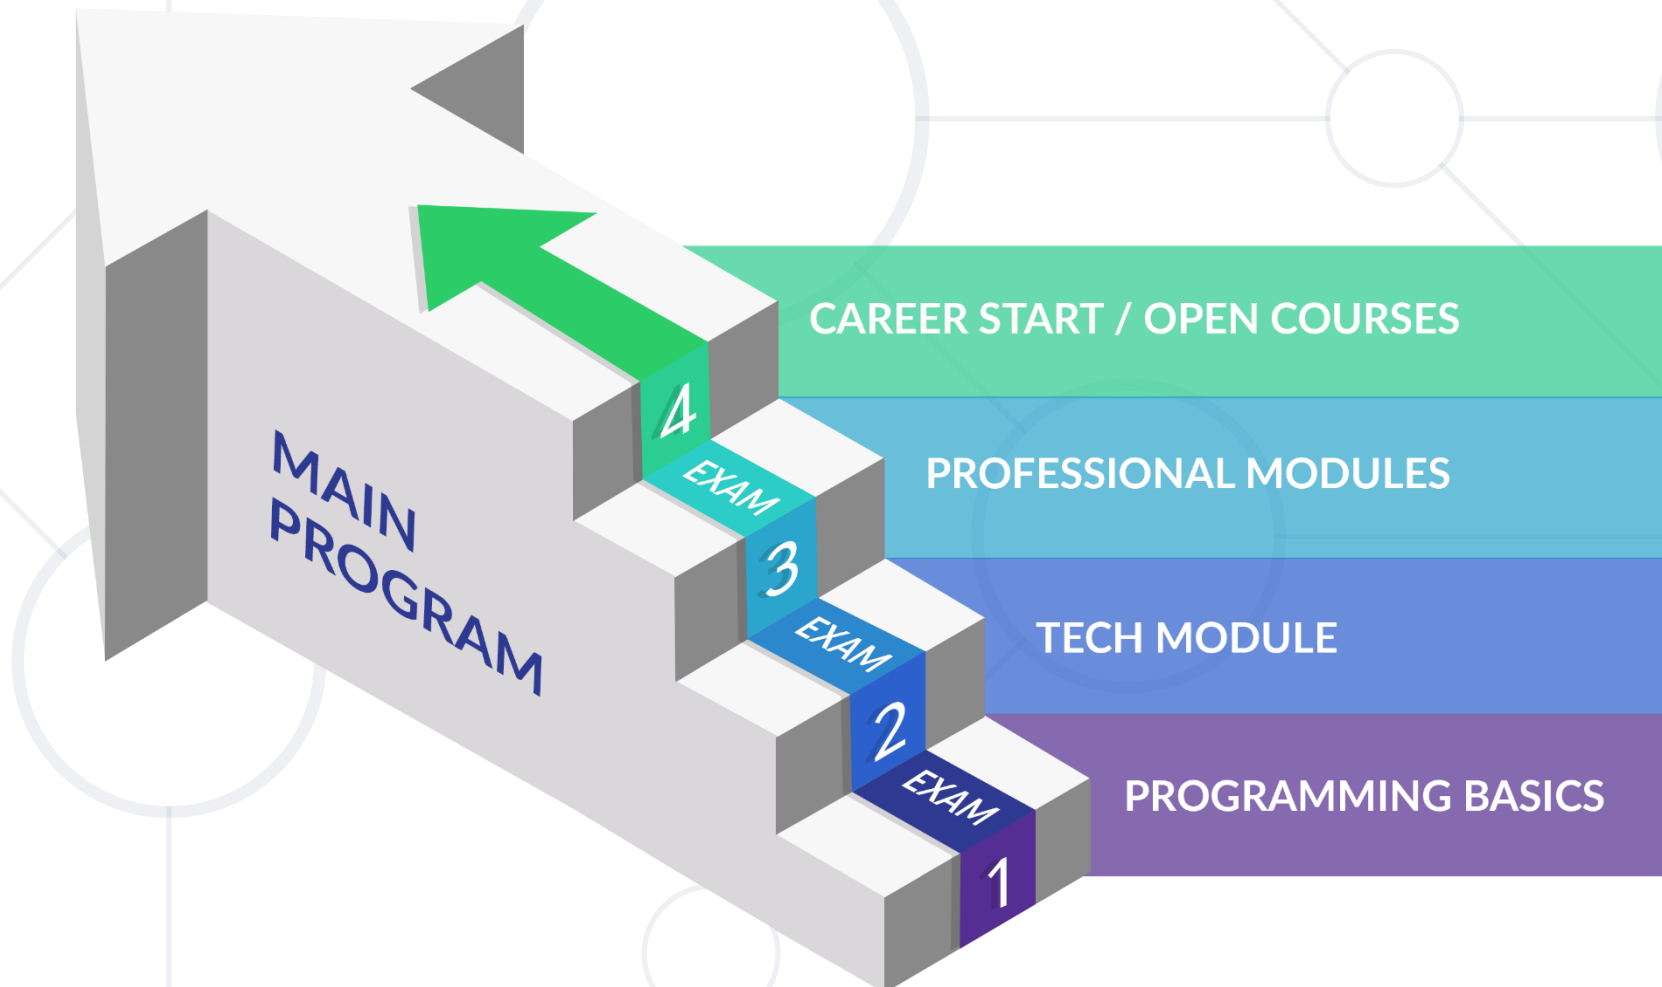 CAREER START / OPEN COURSES
4
EXAM
PROFESSIONAL MODULES
3
EXAM
TECH MODULE
2
EXAM
PROGRAMMING BASICS
1
MAIN
PROGRAM